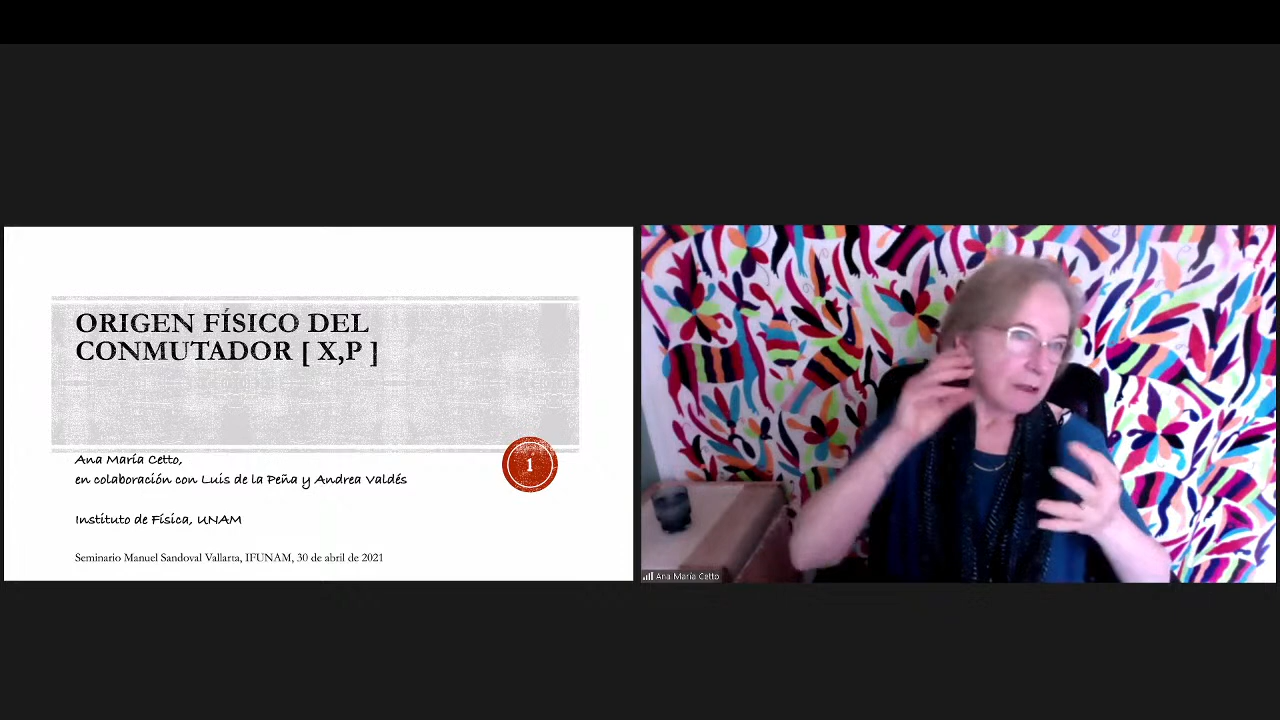 ORIGEN FÍSICO DEL
CONMUTADOR [ X,P ]
Ana María Cetto,
en colaboración con Luis de la Peña y Andrea Valdés
1
Instituto de Física, UNAM
Seminario Manuel Sandoval Vallarta, IFUNAM, 30 de abril de 2021
Ana María Cetto